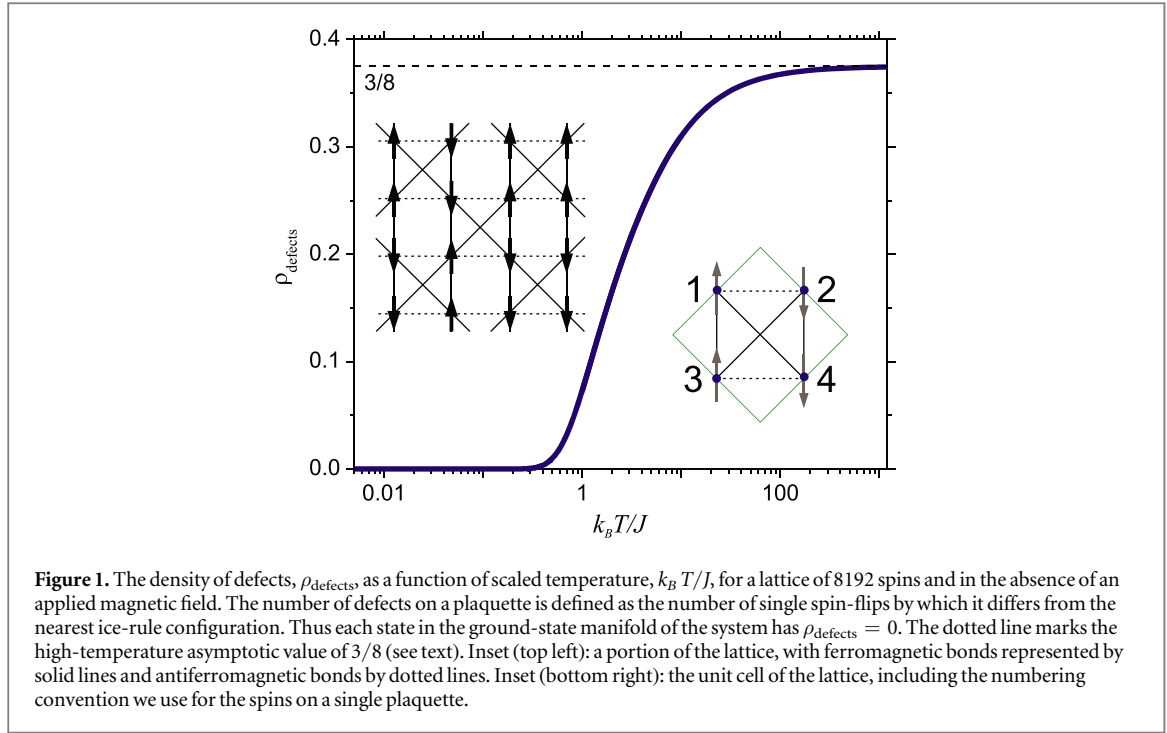 0.4
3/8
0.3
0.2
0.1
0.0
ρdefects
1
2
3
4
0.01
1
100
kBT/J
Figure 1. The density of defects, ρdefects, as a function of scaled temperature, kB T/J, for a lattice of 8192 spins and in the absence of an
applied magnetic field. The number of defects on a plaquette is defined as the number of single spin-flips by which it differs from the
nearest ice-rule configuration. Thus each state in the ground-state manifold of the system has ρdefects = 0. The dotted line marks the
high-temperature asymptotic value of 3/8 (see text). Inset (top left): a portion of the lattice, with ferromagnetic bonds represented by
solid lines and antiferromagnetic bonds by dotted lines. Inset (bottom right): the unit cell of the lattice, including the numbering
convention we use for the spins on a single plaquette.